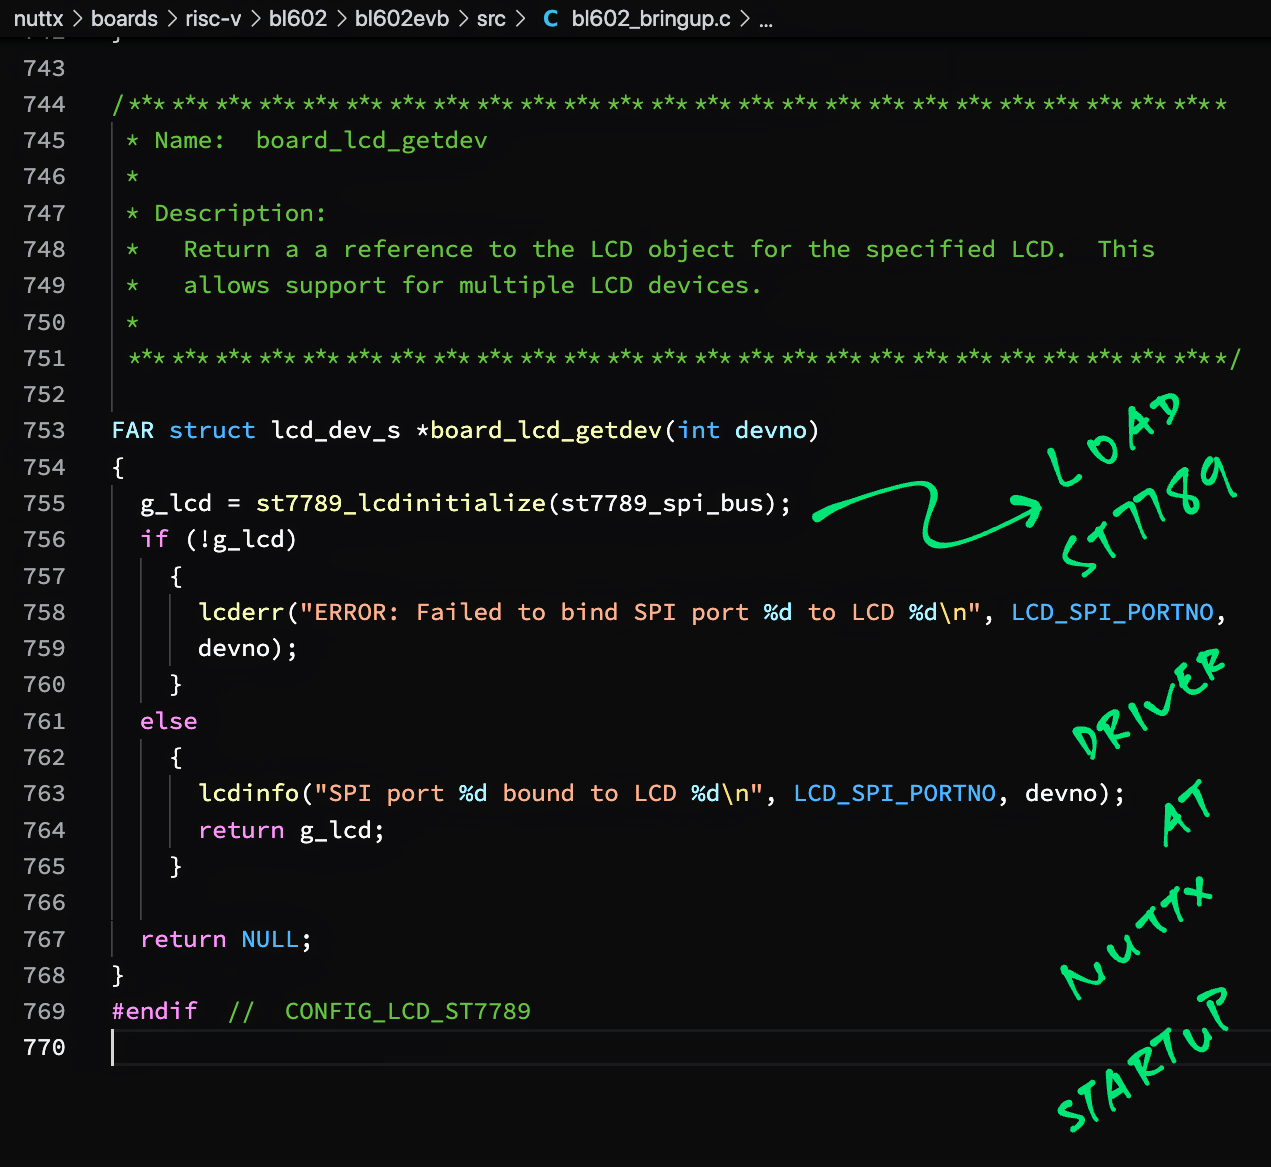 nuttx > boards > risc-v > bl602 > bl602evb > src > C bl602_bringup.c > ...
743
744 /****************************************************************************
745  * Name:  board_lcd_getdev
746  *
747  * Description:
748  *   Return a a reference to the LCD object for the specified LCD.  This
749  *   allows support for multiple LCD devices.
750  *
751  ****************************************************************************/
752
753 FAR struct lcd_dev_s *board_lcd_getdev(int devno)
754 {
755   g_lcd = st7789_lcdinitialize(st7789_spi_bus);
756   if (!g_lcd)
757     {
758       lcderr("ERROR: Failed to bind SPI port %d to LCD %d\n", LCD_SPI_PORTNO,
759       devno);
760     }
761   else
762     {
763       lcdinfo("SPI port %d bound to LCD %d\n", LCD_SPI_PORTNO, devno);
764       return g_lcd;
765     }
766
767   return NULL;
768 }
769 #endif  //  CONFIG_LCD_ST7789
770
LOAD
ST7789
DRIVER
AT
NUTTX
STARTUP